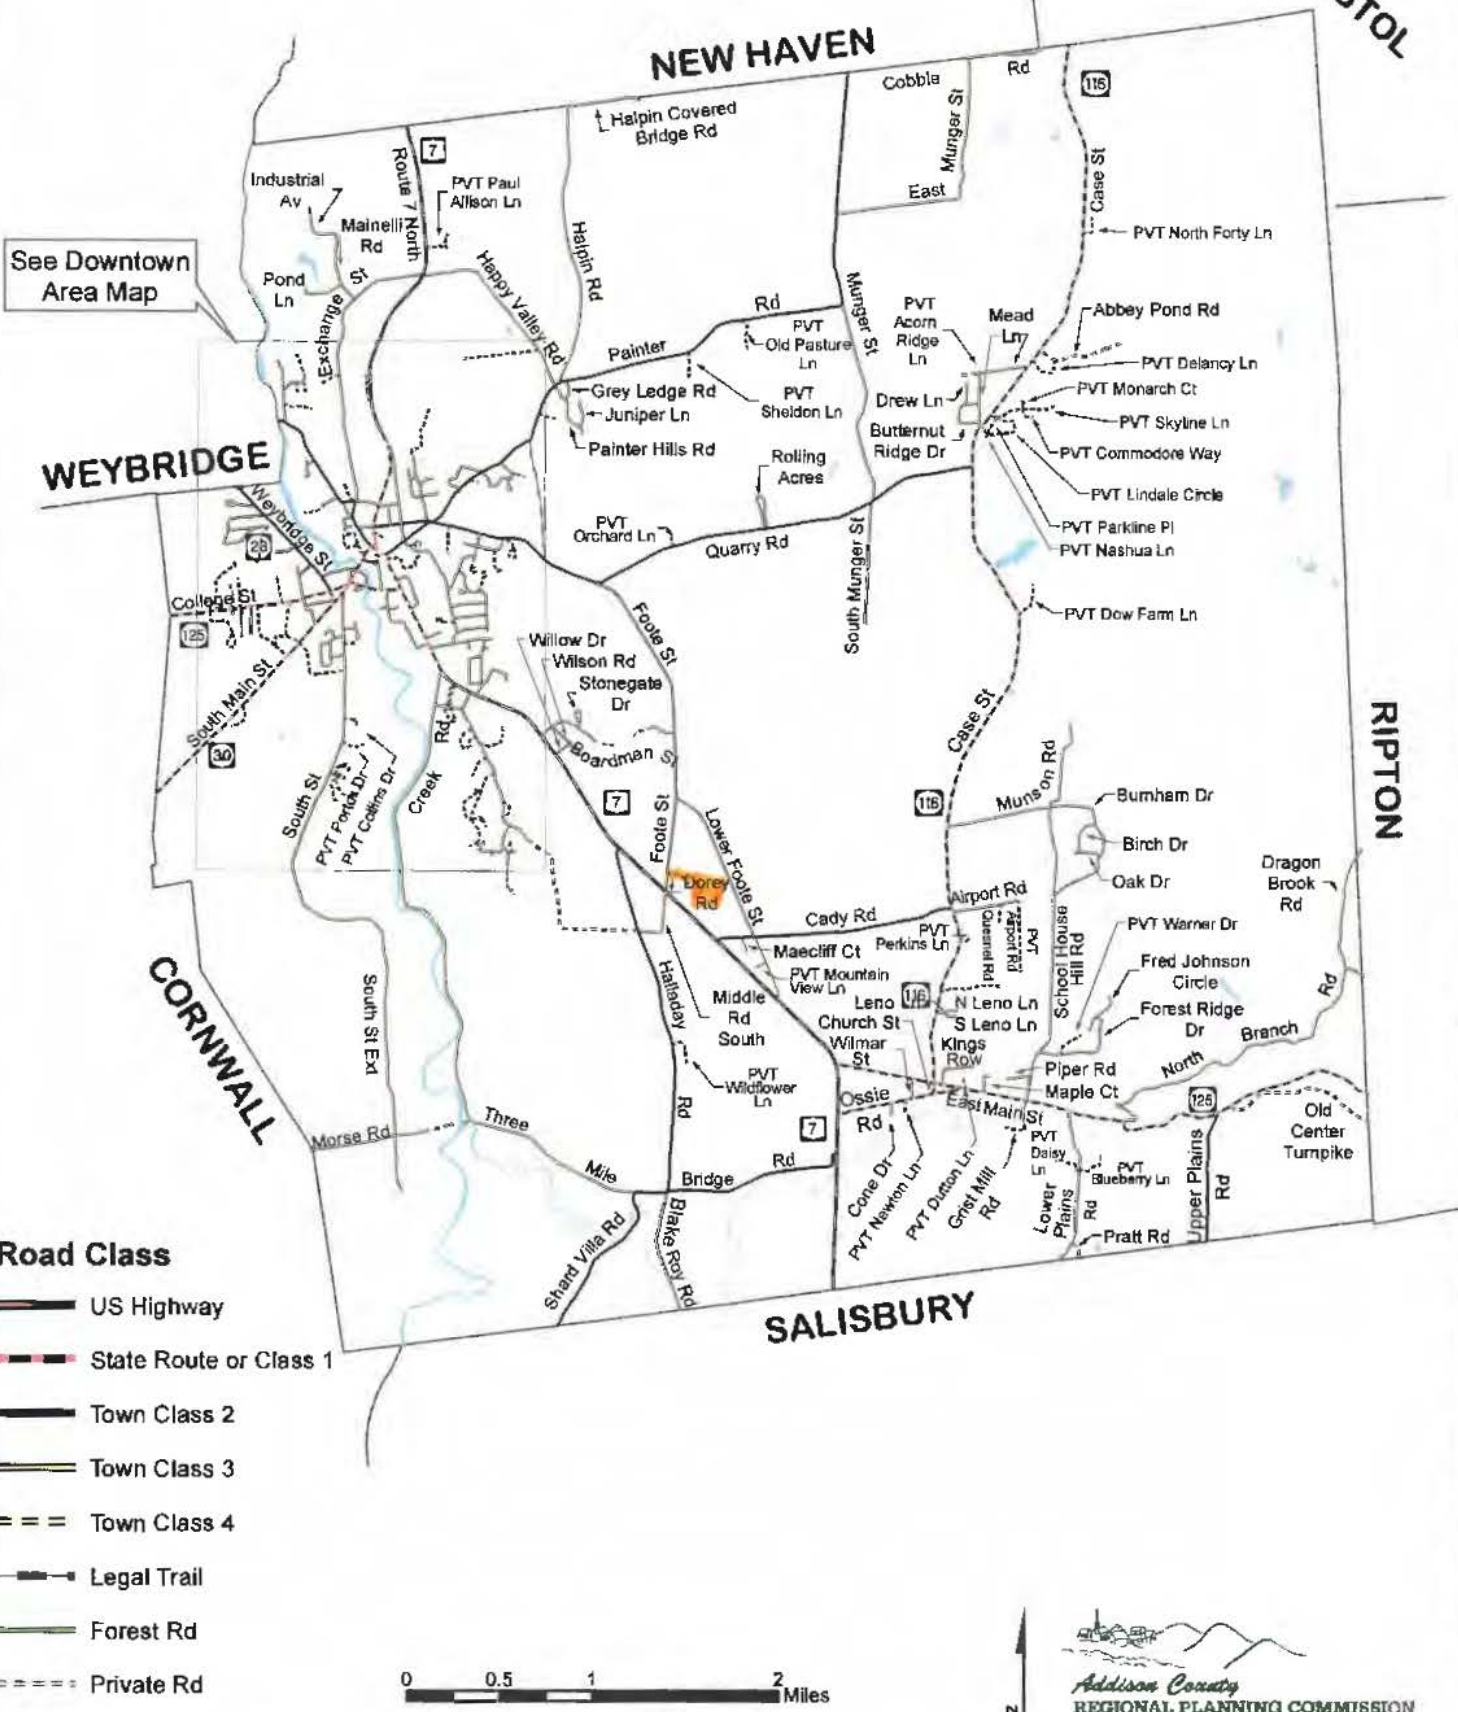 STOL
NEW HAVEN
Cobble
Rd
116
Halpin Covered
Bridge Rd
Munger St
East
Case St
Route 7 North
7
Industrial
Av
PVT Paul
Allison Ln
Mainelli
Rd
PVT North Forty Ln
See Downtown
Area Map
Pond
Ln
Exchange
St
Happy Valley Rd
Halpin Rd
Painter
Rd
Munger St
PVT
Old Pasture
Ln
PVT
Acorn
Ridge
Ln
Mead
Ln
Abbey Pond Rd
PVT Delancy Ln
PVT Monarch Ct
Grey Ledge Rd
Juniper Ln
PVT
Sheldon Ln
Drew Ln
PVT Skyline Ln
Painter Hills Rd
Butternut
Ridge Dr
PVT Commodore Way
WEYBRIDGE
Rolling
Acres
PVT Lindale Circle
Weybridge St
23
PVT
Orchard Ln
Quarry Rd
South Munger St
PVT Parkline Pl
PVT Nashua Ln
College St
125
PVT Dow Farm Ln
Foote St
Willow Dr
Wilson Rd
Stonegate
Dr
South Main St
30
Boardman St
Case St
RIPTON
South St
PVT Porter Dr
PVT Collins Dr
Creek
Rd
7
Foote St
Lower Foote St
116
Munson Rd
Burnham Dr
Birch Dr
Oak Dr
Dragon
Brook
Rd
Dorey
Rd
Airport Rd
Cady Rd
PVT
Perkins Ln
Quesnel Rd
PVT
Airport Rd
School House
Hill Rd
PVT Warner Dr
Maecliff Ct
PVT Mountain
View Ln
Fred Johnson
Circle
CORNWALL
South St Ext
Halladay
Rd
Middle
Rd
South
Leno
116
N Leno Ln
S Leno Ln
Forest Ridge
Dr
Church St
Wilmar
St
Kings
Row
North
Branch
Rd
PVT
Wildflower
Ln
Piper Rd
Maple Ct
Ossie
Rd
East Main St
125
Old
Center
Turnpike
Morse Rd
Three
Mile
Bridge
Rd
7
Cone Dr
PVT Newton Ln
PVT Dutton Ln
Grist Mill
Rd
PVT
Daisy
Ln
PVT
Blueberry Ln
Lower
Plains
Rd
Upper Plains
Rd
Pratt Rd
Shard Villa Rd
Blake Roy Rd
SALISBURY
Road Class
US Highway
State Route or Class 1
Town Class 2
Town Class 3
Town Class 4
Legal Trail
Forest Rd
Private Rd
0 0.5 1 2
Miles
Z
Addison County
REGIONAL PLANNING COMMISSION